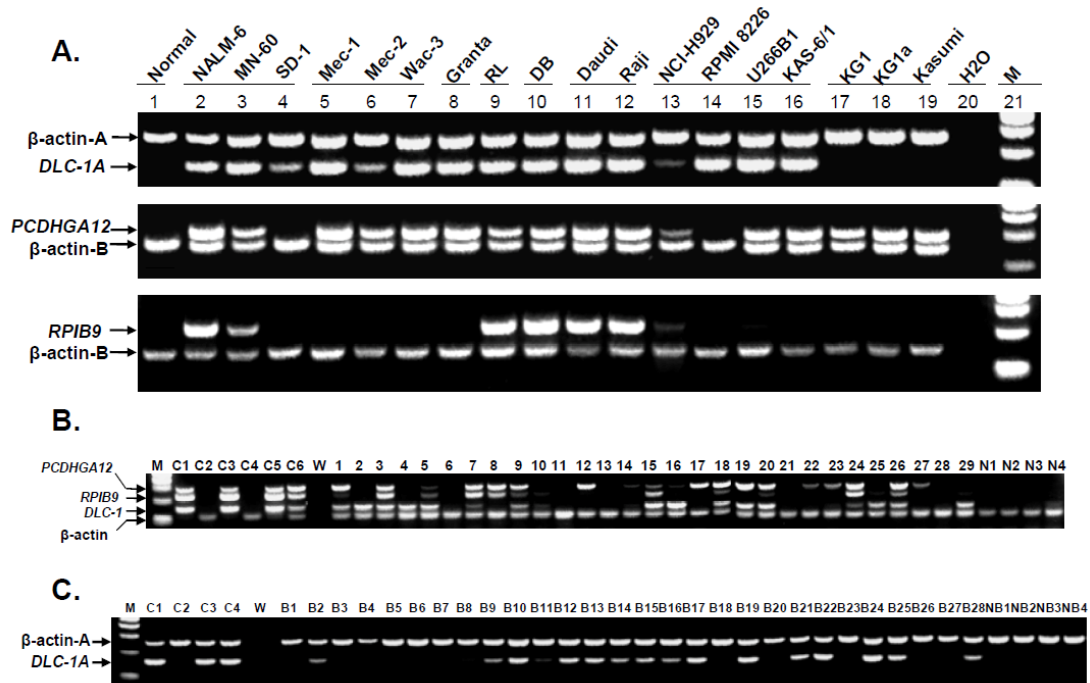 A.
Normal NALM-6 MN-60 SD-1 Mec-1 Mec-2 Wac-3 Granta RL DB Daudi Raji NCI-H929 RPMI 8226 U266B1 KAS-6/1 KG1 KG1a Kasumi H2O M
1 2 3 4 5 6 7 8 9 10 11 12 13 14 15 16 17 18 19 20 21
β-actin-A
DLC-1A
PCDHGA12
β-actin-B
RPIB9
β-actin-B
B.
M C1 C2 C3 C4 C5 C6 W 1 2 3 4 5 6 7 8 9 10 11 12 13 14 15 16 17 18 19 20 21 22 23 24 25 26 27 28 29 N1 N2 N3 N4
PCDHGA12
RPIB9
DLC-1
β-actin
C.
M C1 C2 C3 C4 W B1 B2 B3 B4 B5 B6 B7 B8 B9 B10 B11 B12 B13 B14 B15 B16 B17 B18 B19 B20 B21 B22 B23 B24 B25 B26 B27 B28 NB1 NB2 NB3 NB4
β-actin-A
DLC-1A